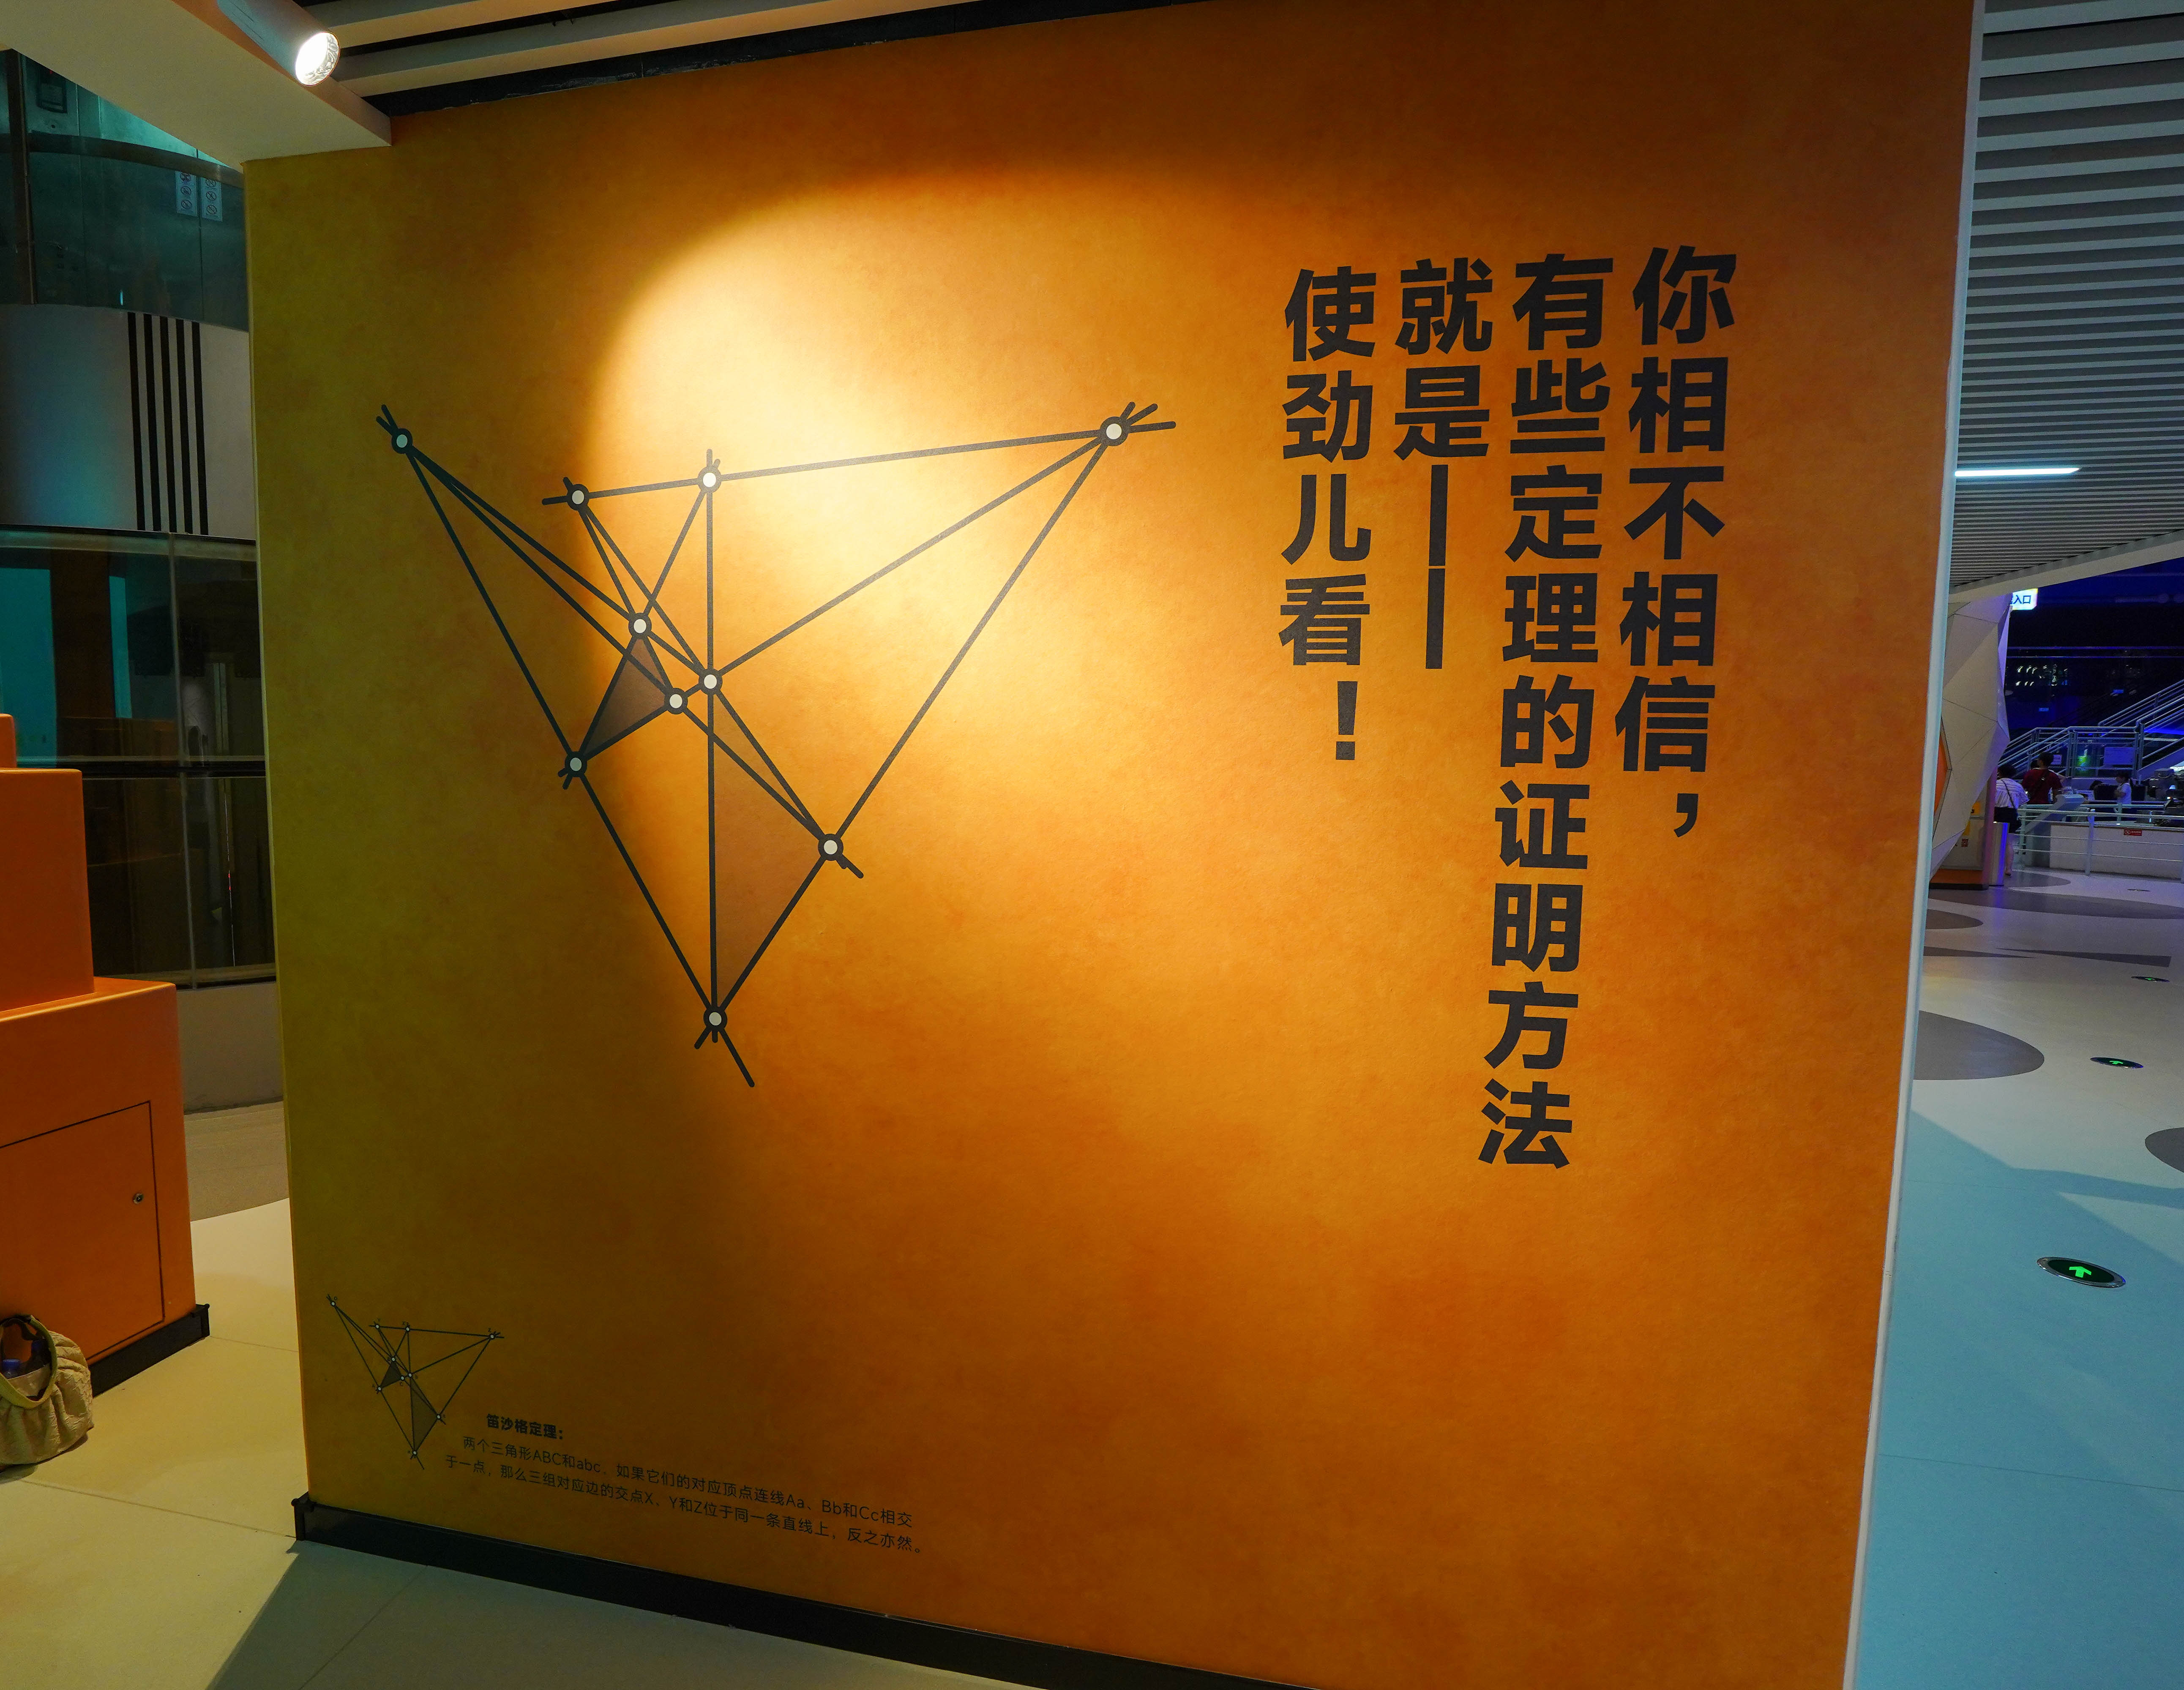 你相不相信，
有些定理的证明方法
就是——
使劲儿看！
笛沙格定理：
两个三角形ABC和abc，如果它们的对应顶点连线Aa、Bb和Cc相交
于一点，那么三组对应边的交点X、Y和Z位于同一条直线上，反之亦然。
入口